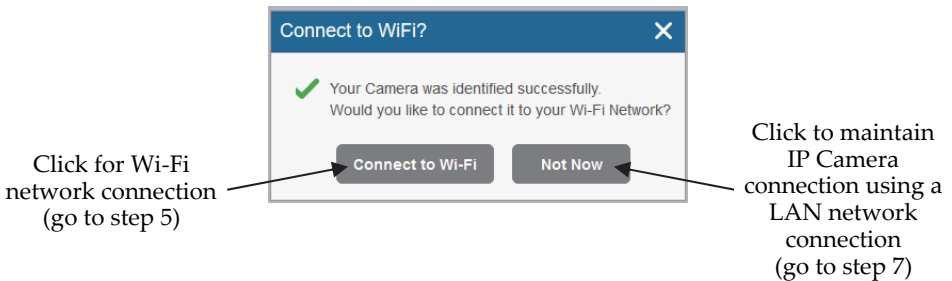 Connect to WiFi?
Your Camera was identified successfully.
Would you like to connect it to your Wi-Fi Network?
Connect to Wi-Fi
Not Now
Click for Wi-Fi
network connection
(go to step 5)
Click to maintain
IP Camera
connection using a
LAN network
connection
(go to step 7)